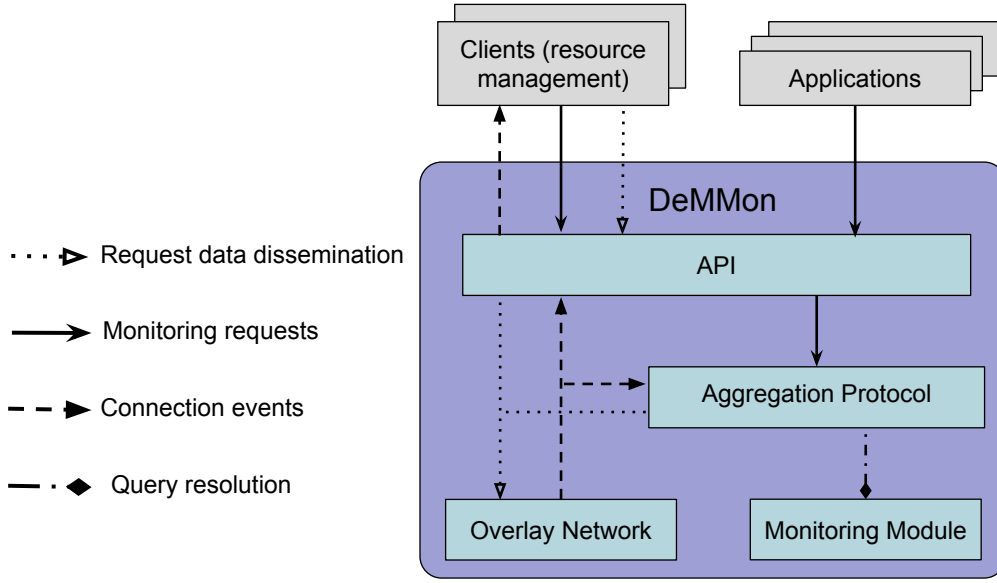 Clients (resource
management)
Applications
DeMMon
API
Request data dissemination
Monitoring requests
Aggregation Protocol
Connection events
Query resolution
Overlay Network
Monitoring Module